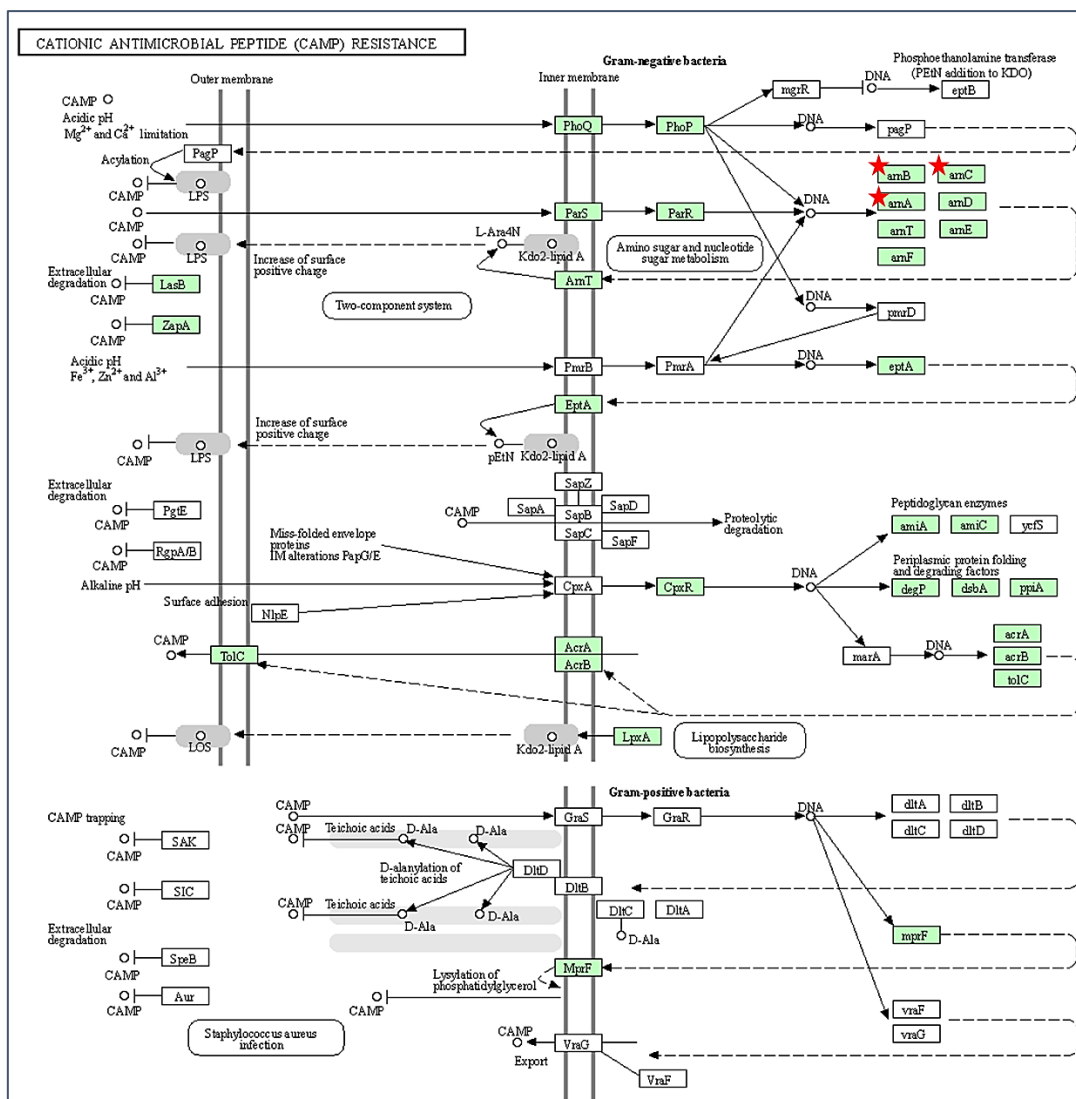 CATIONIC ANTIMICROBIAL PEPTIDE (CAMP) RESISTANCE
Gram-negative bacteria
Phosphoethanolamine transferase
(PEtN addition to KDO)
Outer membrane
Inner membrane
DNA
mgrR
eptB
CAMP
Acidic pH
Mg2+ and Ca2+ limitation
PhoQ
PhoP
DNA
pagP
Acylation
PagP
CAMP
LPS
arnB
arnC
arnA
arnD
arnT
arnE
arnF
CAMP
ParS
ParR
DNA
L-Ara4N
Kdo2-lipid A
Amino sugar and nucleotide
sugar metabolism
CAMP
LPS
Increase of surface
positive charge
ArnT
Extracellular
degradation
LasB
CAMP
Two-component system
DNA
pmrD
ZapA
CAMP
Acidic pH
Fe3+, Zn2+ and Al3+
PmrB
PmrA
DNA
eptA
EptA
Increase of surface
positive charge
CAMP
LPS
pEtN
Kdo2-lipid A
Extracellular
degradation
PgtE
CAMP
SapZ
SapA
SapB
SapD
SapC
SapF
CAMP
Proteolytic
degradation
Peptidoglycan enzymes
amiA
amiC
ycfS
RgpA/B
CAMP
Miss-folded envelope
proteins
IM alterations PapG/E
Periplasmic protein folding
and degrading factors
Alkaline pH
CpxA
CpxR
DNA
degP
dsbA
ppiA
Surface adhesion
NlpE
CAMP
TolC
AcrA
AcrB
marA
DNA
acrA
acrB
tolC
CAMP
LOS
Kdo2-lipid A
LpxA
Lipopolysaccharide
biosynthesis
Gram-positive bacteria
CAMP trapping
CAMP
GraS
GraR
DNA
dltA
dltB
dltC
dltD
SAK
CAMP
CAMP
Teichoic acids
D-Ala
D-Ala
D-alanylation of
teichoic acids
DltD
DltB
SIC
CAMP
CAMP
Teichoic acids
D-Ala
D-Ala
DltC
DltA
D-Ala
Extracellular
degradation
SpeB
CAMP
mprF
MprF
Lysylation of
phosphatidylglycerol
Aur
CAMP
CAMP
Staphylococcus aureus
infection
CAMP
Export
VraG
VraF
vraF
vraG